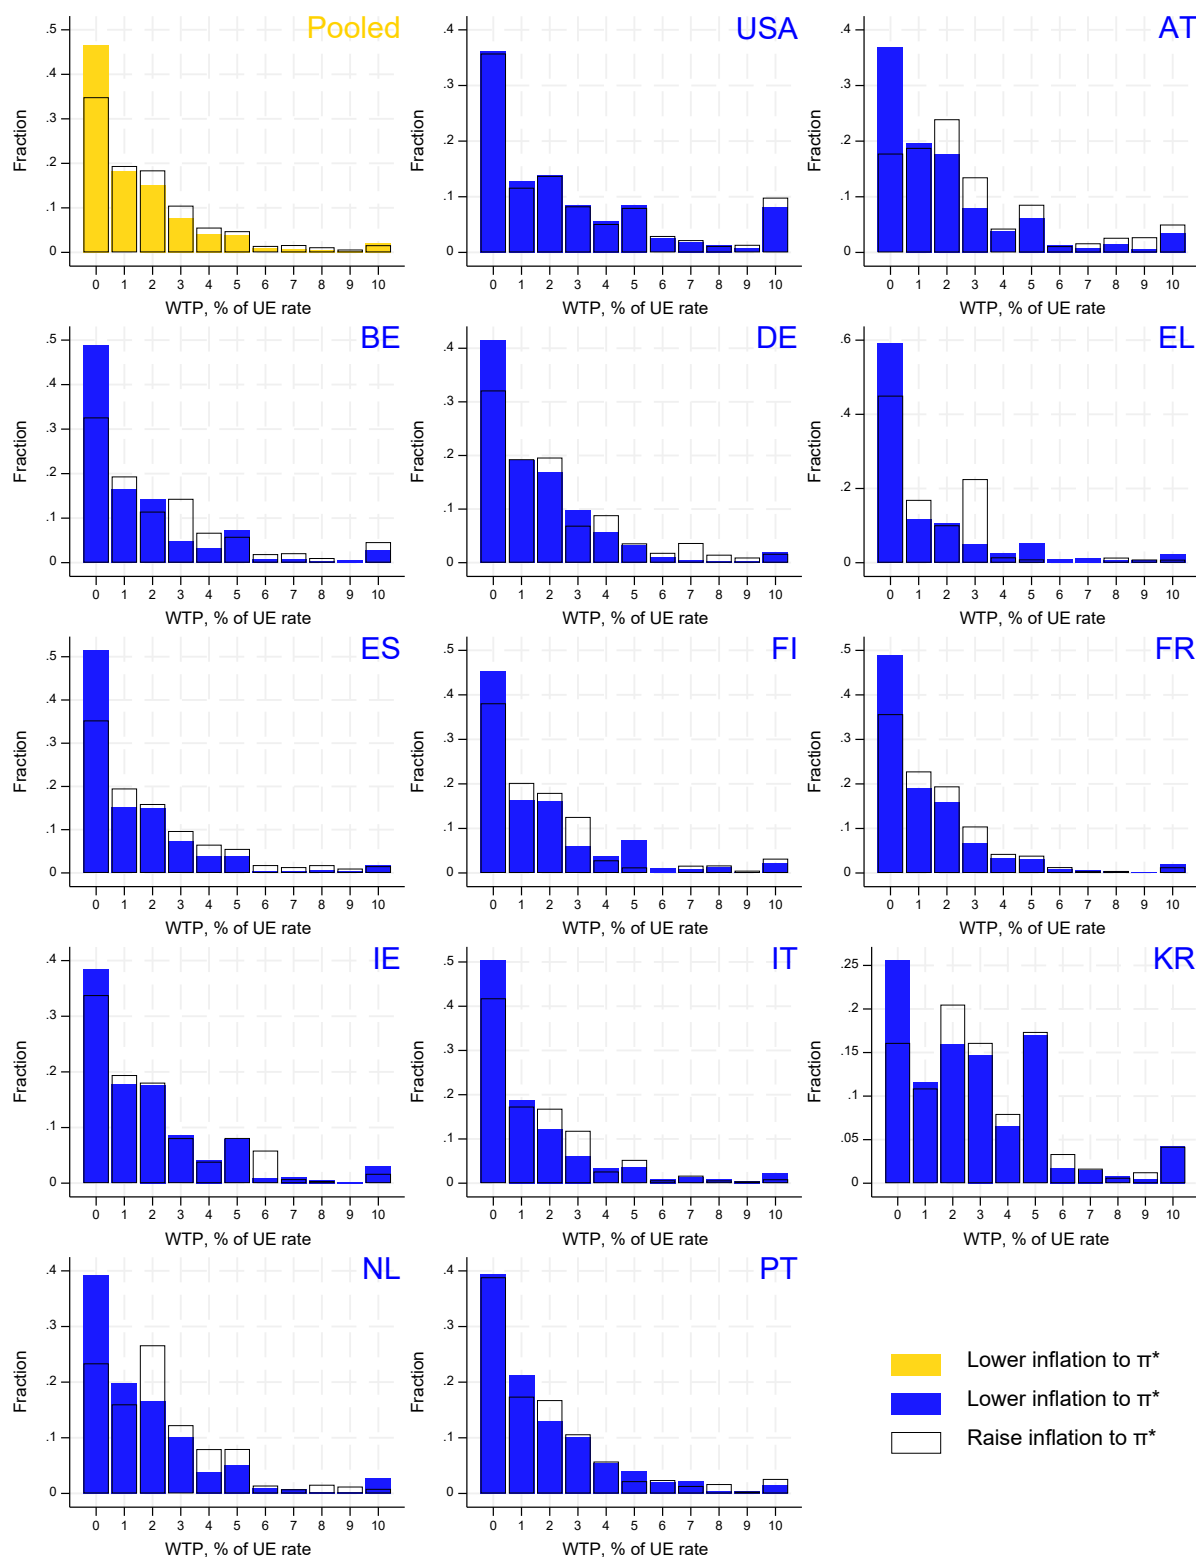 Pooled
.5
.4
.3
.2
.1
0
Fraction
0 1 2 3 4 5 6 7 8 9 10
WTP, % of UE rate
USA
.4
.3
.2
.1
0
Fraction
0 1 2 3 4 5 6 7 8 9 10
WTP, % of UE rate
AT
.4
.3
.2
.1
0
Fraction
0 1 2 3 4 5 6 7 8 9 10
WTP, % of UE rate
BE
.5
.4
.3
.2
.1
0
Fraction
0 1 2 3 4 5 6 7 8 9 10
WTP, % of UE rate
DE
.4
.3
.2
.1
0
Fraction
0 1 2 3 4 5 6 7 8 9 10
WTP, % of UE rate
EL
.6
.4
.2
0
Fraction
0 1 2 3 4 5 6 7 8 9 10
WTP, % of UE rate
ES
.5
.4
.3
.2
.1
0
Fraction
0 1 2 3 4 5 6 7 8 9 10
WTP, % of UE rate
FI
.5
.4
.3
.2
.1
0
Fraction
0 1 2 3 4 5 6 7 8 9 10
WTP, % of UE rate
FR
.5
.4
.3
.2
.1
0
Fraction
0 1 2 3 4 5 6 7 8 9 10
WTP, % of UE rate
IE
.4
.3
.2
.1
0
Fraction
0 1 2 3 4 5 6 7 8 9 10
WTP, % of UE rate
IT
.5
.4
.3
.2
.1
0
Fraction
0 1 2 3 4 5 6 7 8 9 10
WTP, % of UE rate
KR
.25
.2
.15
.1
.05
0
Fraction
0 1 2 3 4 5 6 7 8 9 10
WTP, % of UE rate
NL
.4
.3
.2
.1
0
Fraction
0 1 2 3 4 5 6 7 8 9 10
WTP, % of UE rate
PT
.4
.3
.2
.1
0
Fraction
0 1 2 3 4 5 6 7 8 9 10
WTP, % of UE rate
Lower inflation to π*
Lower inflation to π*
Raise inflation to π*